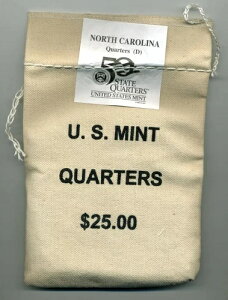 NORTH CAROLINA
Quarters (D)
50
STATE
QUARTERS
UNITED STATES MINT
U. S. MINT
QUARTERS
$25.00